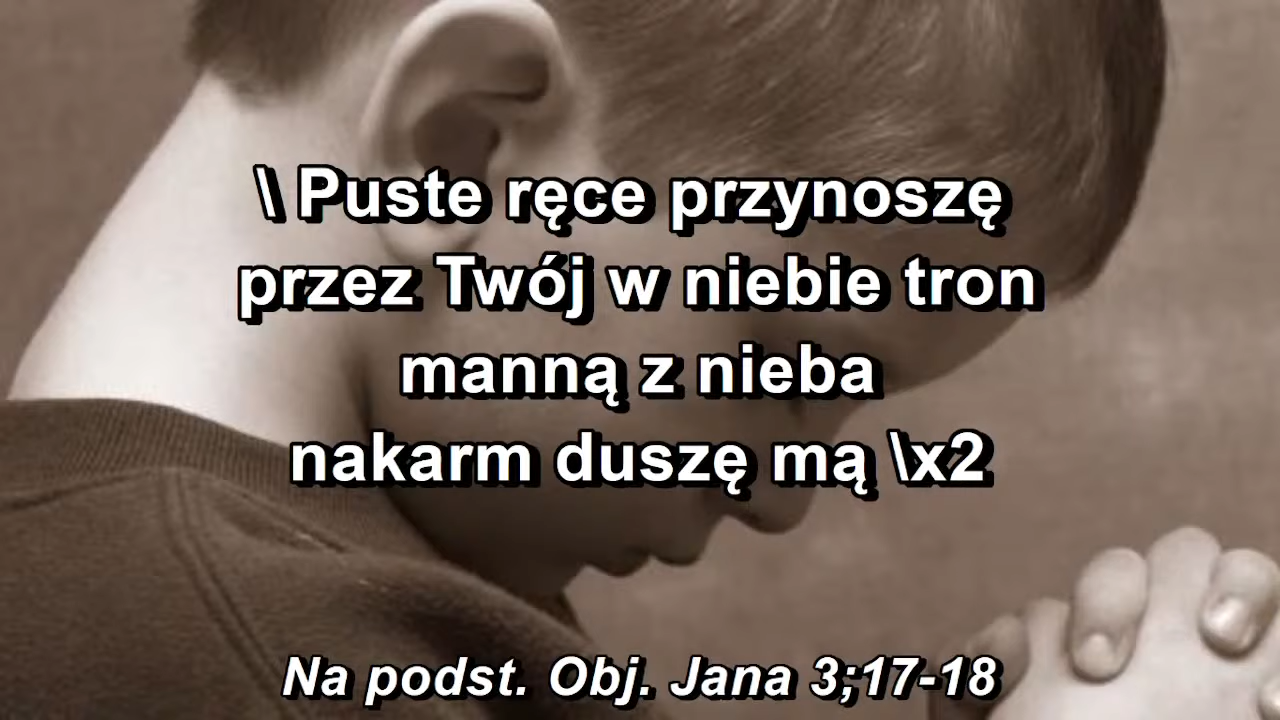 \ Puste ręce przynoszę
przez Twój w niebie tron
manną z nieba
nakarm duszę mą \x2
Na podst. Obj. Jana 3;17-18